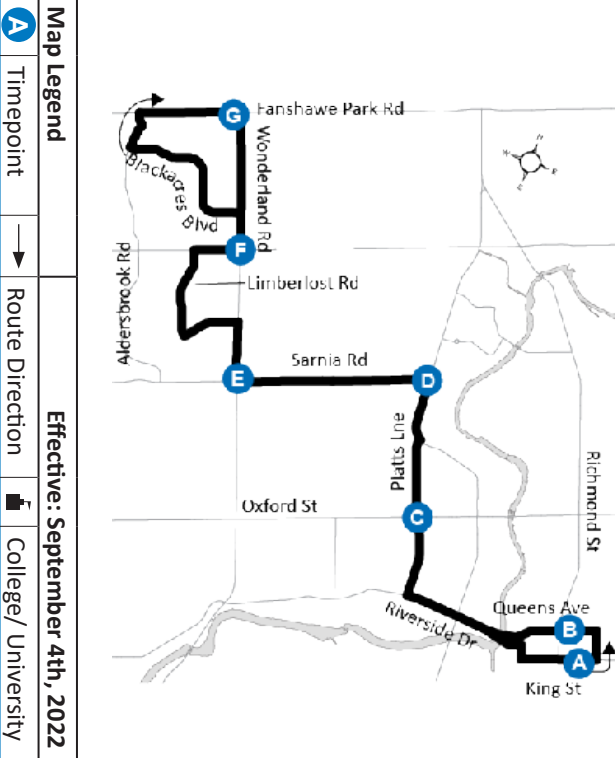 Map Legend
Effective: September 4th, 2022
A Timepoint
Route Direction
College/ University
G
Fanshawe Park Rd
Wonderland Rd
Blackacres Blvd
F
Limberlost Rd
Aldersbrook Rd
E
Sarnia Rd
D
Platts Lne
Richmond St
Oxford St
C
Riverside Dr
Queens Ave
B
A
King St
N
W
E
S